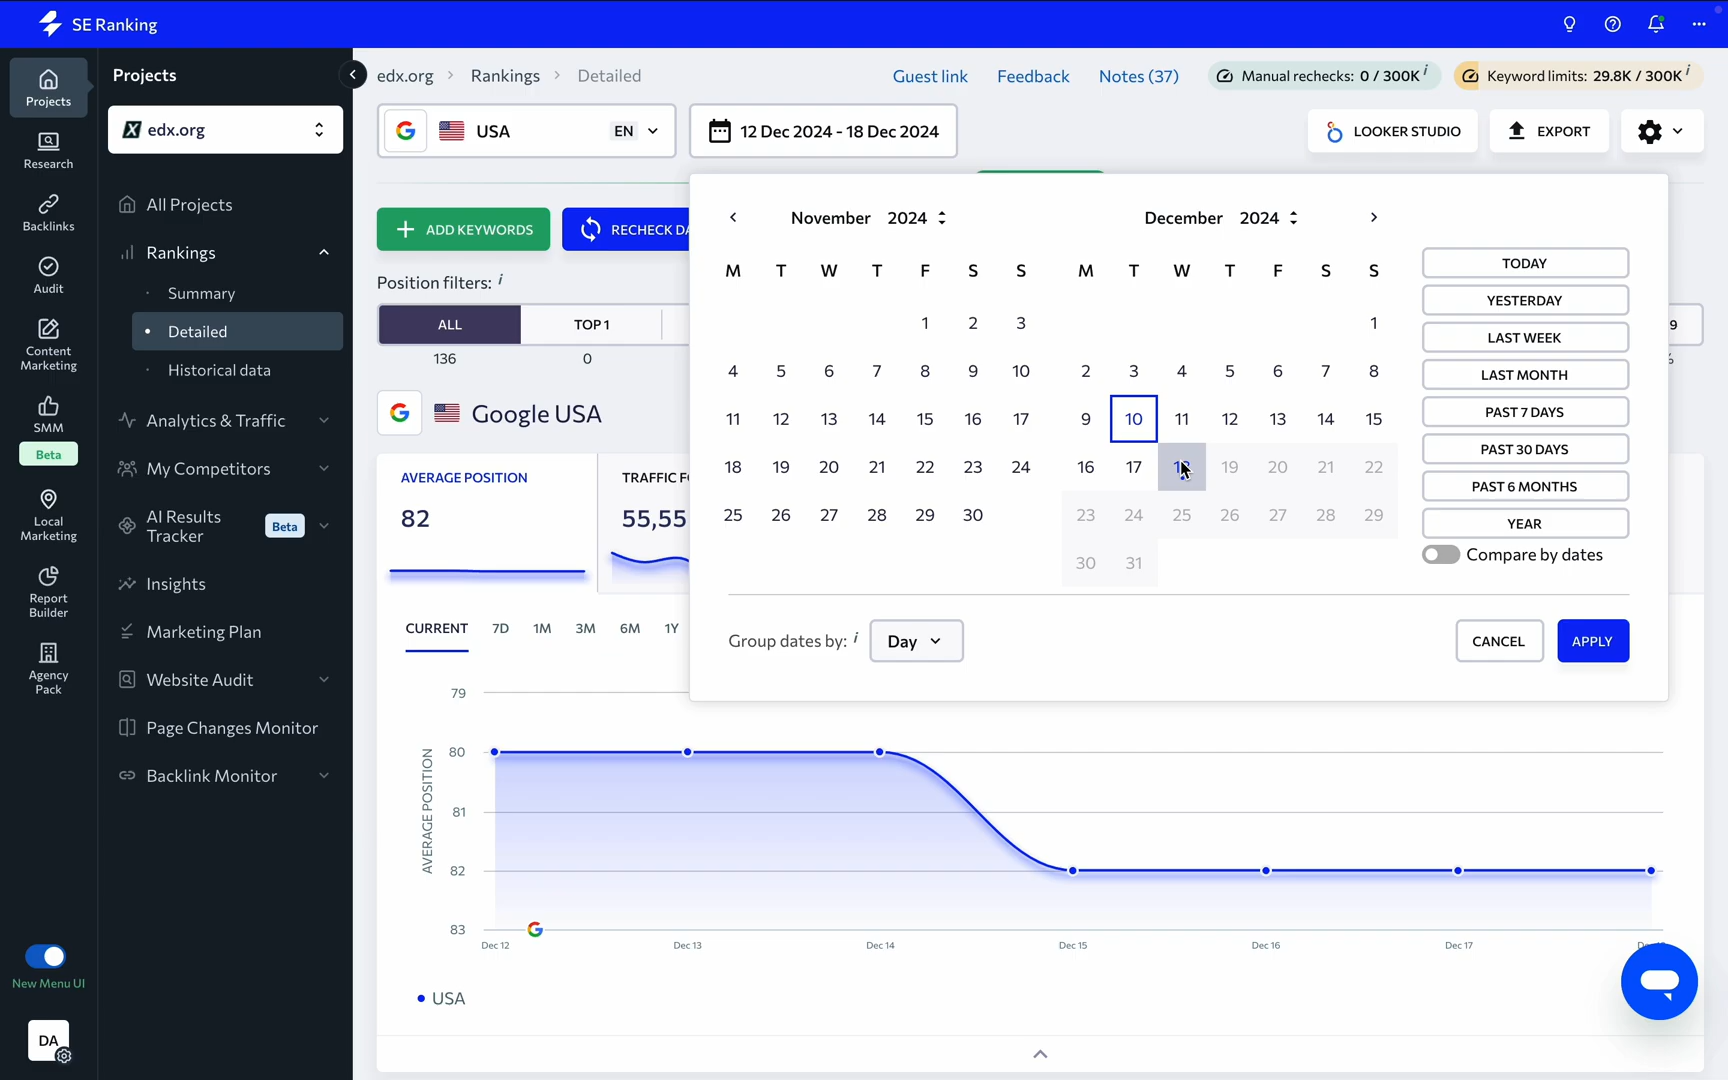 SE Ranking
Projects
Research
Backlinks
Audit
Content
Marketing
SMM
Beta
Local
Marketing
Report
Builder
Agency
Pack
New Menu UI
DA
Projects
edx.org
All Projects
Rankings
Summary
Detailed
Historical data
Analytics & Traffic
My Competitors
AI Results
Tracker
Beta
Insights
Marketing Plan
Website Audit
Page Changes Monitor
Backlink Monitor
edx.org > Rankings > Detailed
Guest link
Feedback
Notes (37)
Manual rechecks: 0 / 300K i
Keyword limits: 29.8K / 300K i
USA
EN
12 Dec 2024 - 18 Dec 2024
LOOKER STUDIO
EXPORT
+ ADD KEYWORDS
RECHECK DA
Position filters: i
ALL
TOP 1
136
0
9
%
Google USA
AVERAGE POSITION
82
TRAFFIC F
55,55
CURRENT 7D 1M 3M 6M 1Y
November 2024
M T W T F S S
1 2 3
4 5 6 7 8 9 10
11 12 13 14 15 16 17
18 19 20 21 22 23 24
25 26 27 28 29 30
December 2024
M T W T F S S
1
2 3 4 5 6 7 8
9 10 11 12 13 14 15
16 17 19 20 21 22
23 24 25 26 27 28 29
30 31
TODAY
YESTERDAY
LAST WEEK
LAST MONTH
PAST 7 DAYS
PAST 30 DAYS
PAST 6 MONTHS
YEAR
Compare by dates
Group dates by: i
Day
CANCEL
APPLY
AVERAGE POSITION
79
80
81
82
83
Dec 12 Dec 13 Dec 14 Dec 15 Dec 16 Dec 17
USA